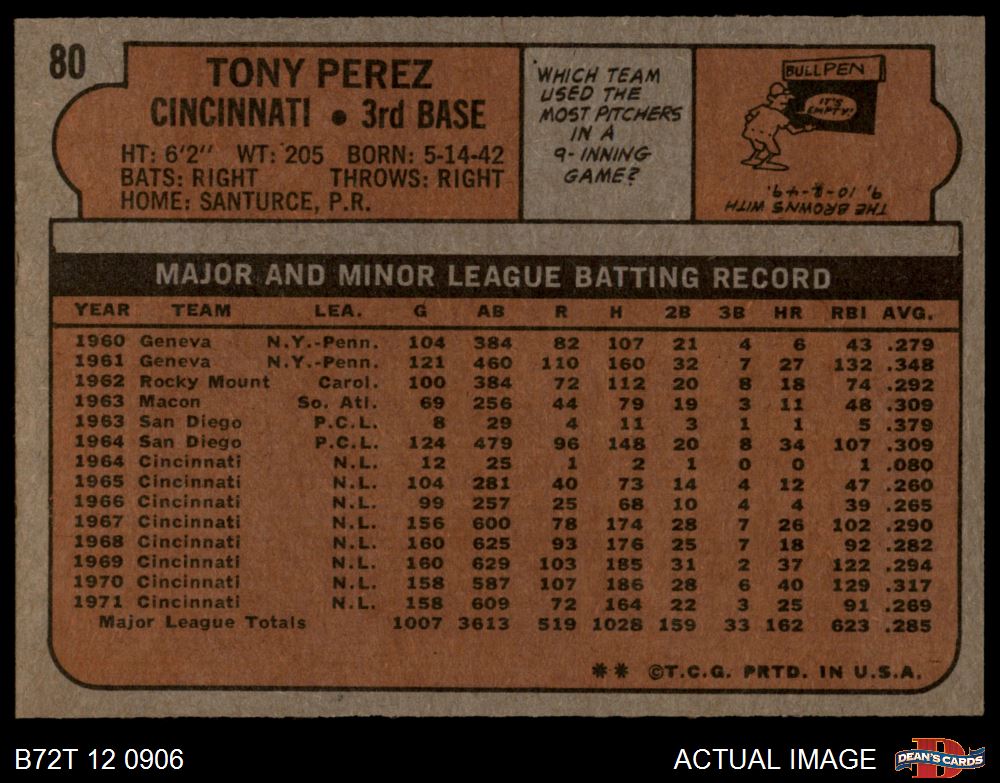 80
TONY PEREZ
CINCINNATI • 3rd BASE
HT: 6'2" WT: 205 BORN: 5-14-42
BATS: RIGHT THROWS: RIGHT
HOME: SANTURCE, P.R.
WHICH TEAM
USED THE
MOST PITCHERS
IN A
9-INNING
GAME?
BULLPEN
IT'S
EMPTY!
THE BROWNS WITH
9, 10-2-49.
MAJOR AND MINOR LEAGUE BATTING RECORD
YEAR TEAM LEA. G AB R H 2B 3B HR RBI AVG.
1960 Geneva N.Y.-Penn. 104 384 82 107 21 4 6 43 .279
1961 Geneva N.Y.-Penn. 121 460 110 160 32 7 27 132 .348
1962 Rocky Mount Carol. 100 384 72 112 20 8 18 74 .292
1963 Macon So. Atl. 69 256 44 79 19 3 11 48 .309
1963 San Diego P.C.L. 8 29 4 11 3 1 1 5 .379
1964 San Diego P.C.L. 124 479 96 148 20 8 34 107 .309
1964 Cincinnati N.L. 12 25 1 2 1 0 0 1 .080
1965 Cincinnati N.L. 104 281 40 73 14 4 12 47 .260
1966 Cincinnati N.L. 99 257 25 68 10 4 4 39 .265
1967 Cincinnati N.L. 156 600 78 174 28 7 26 102 .290
1968 Cincinnati N.L. 160 625 93 176 25 7 18 92 .282
1969 Cincinnati N.L. 160 629 103 185 31 2 37 122 .294
1970 Cincinnati N.L. 158 587 107 186 28 6 40 129 .317
1971 Cincinnati N.L. 158 609 72 164 22 3 25 91 .269
Major League Totals 1007 3613 519 1028 159 33 162 623 .285
** ©T.C.G. PRTD. IN U.S.A.
B72T 12 0906
ACTUAL IMAGE
DEAN'S CARDS